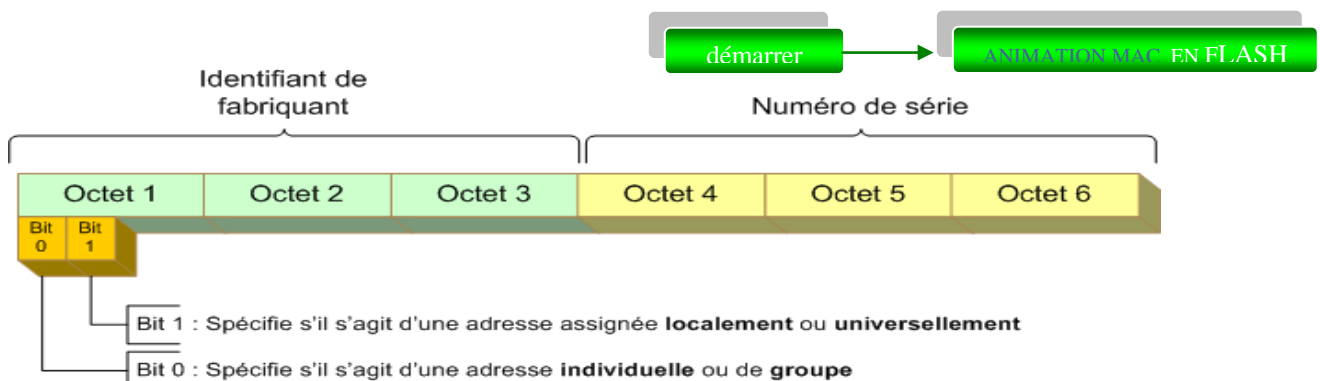 démarrer
ANIMATION MAC EN FLASH
Identifiant de
fabriquant
Numéro de série
Octet 1
Octet 2
Octet 3
Octet 4
Octet 5
Octet 6
Bit
0
Bit
1
Bit 1 : Spécifie s'il s'agit d'une adresse assignée localement ou universellement
Bit 0 : Spécifie s'il s'agit d'une adresse individuelle ou de groupe